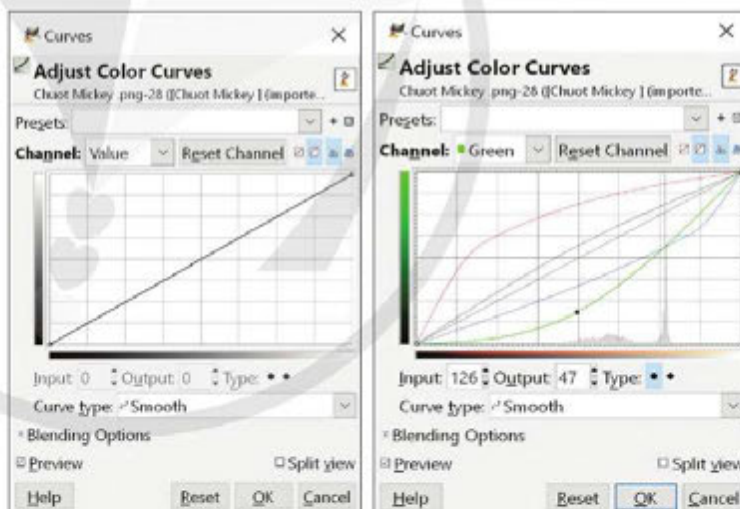 Curves
Adjust Color Curves
Chuot Mickey .png-28 ([Chuot Mickey ] (importe...
Presets:
Channel: Value Reset Channel
Input: 0 Output: 0 Type:
Curve type: Smooth
Blending Options
Preview Split view
Help Reset OK Cancel
Curves
Adjust Color Curves
Chuot Mickey .png-28 ([Chuot Mickey ] (importe...
Presets:
Channel: Green Reset Channel
Input: 126 Output: 47 Type:
Curve type: Smooth
Blending Options
Preview Split view
Help Reset OK Cancel